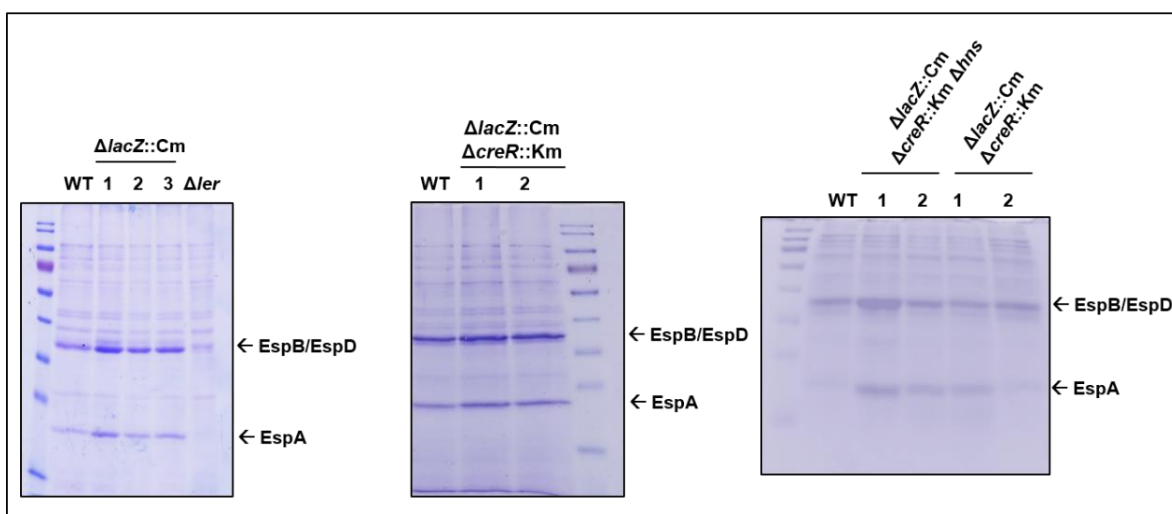 ΔlacZ::Cm
WT 1 2 3 Δler
← EspB/EspD
← EspA
ΔlacZ::Cm
ΔcreR::Km
WT 1 2
← EspB/EspD
← EspA
ΔlacZ::Cm
ΔcreR::Km Δhns
ΔlacZ::Cm
ΔcreR::Km
WT 1 2 1 2
← EspB/EspD
← EspA